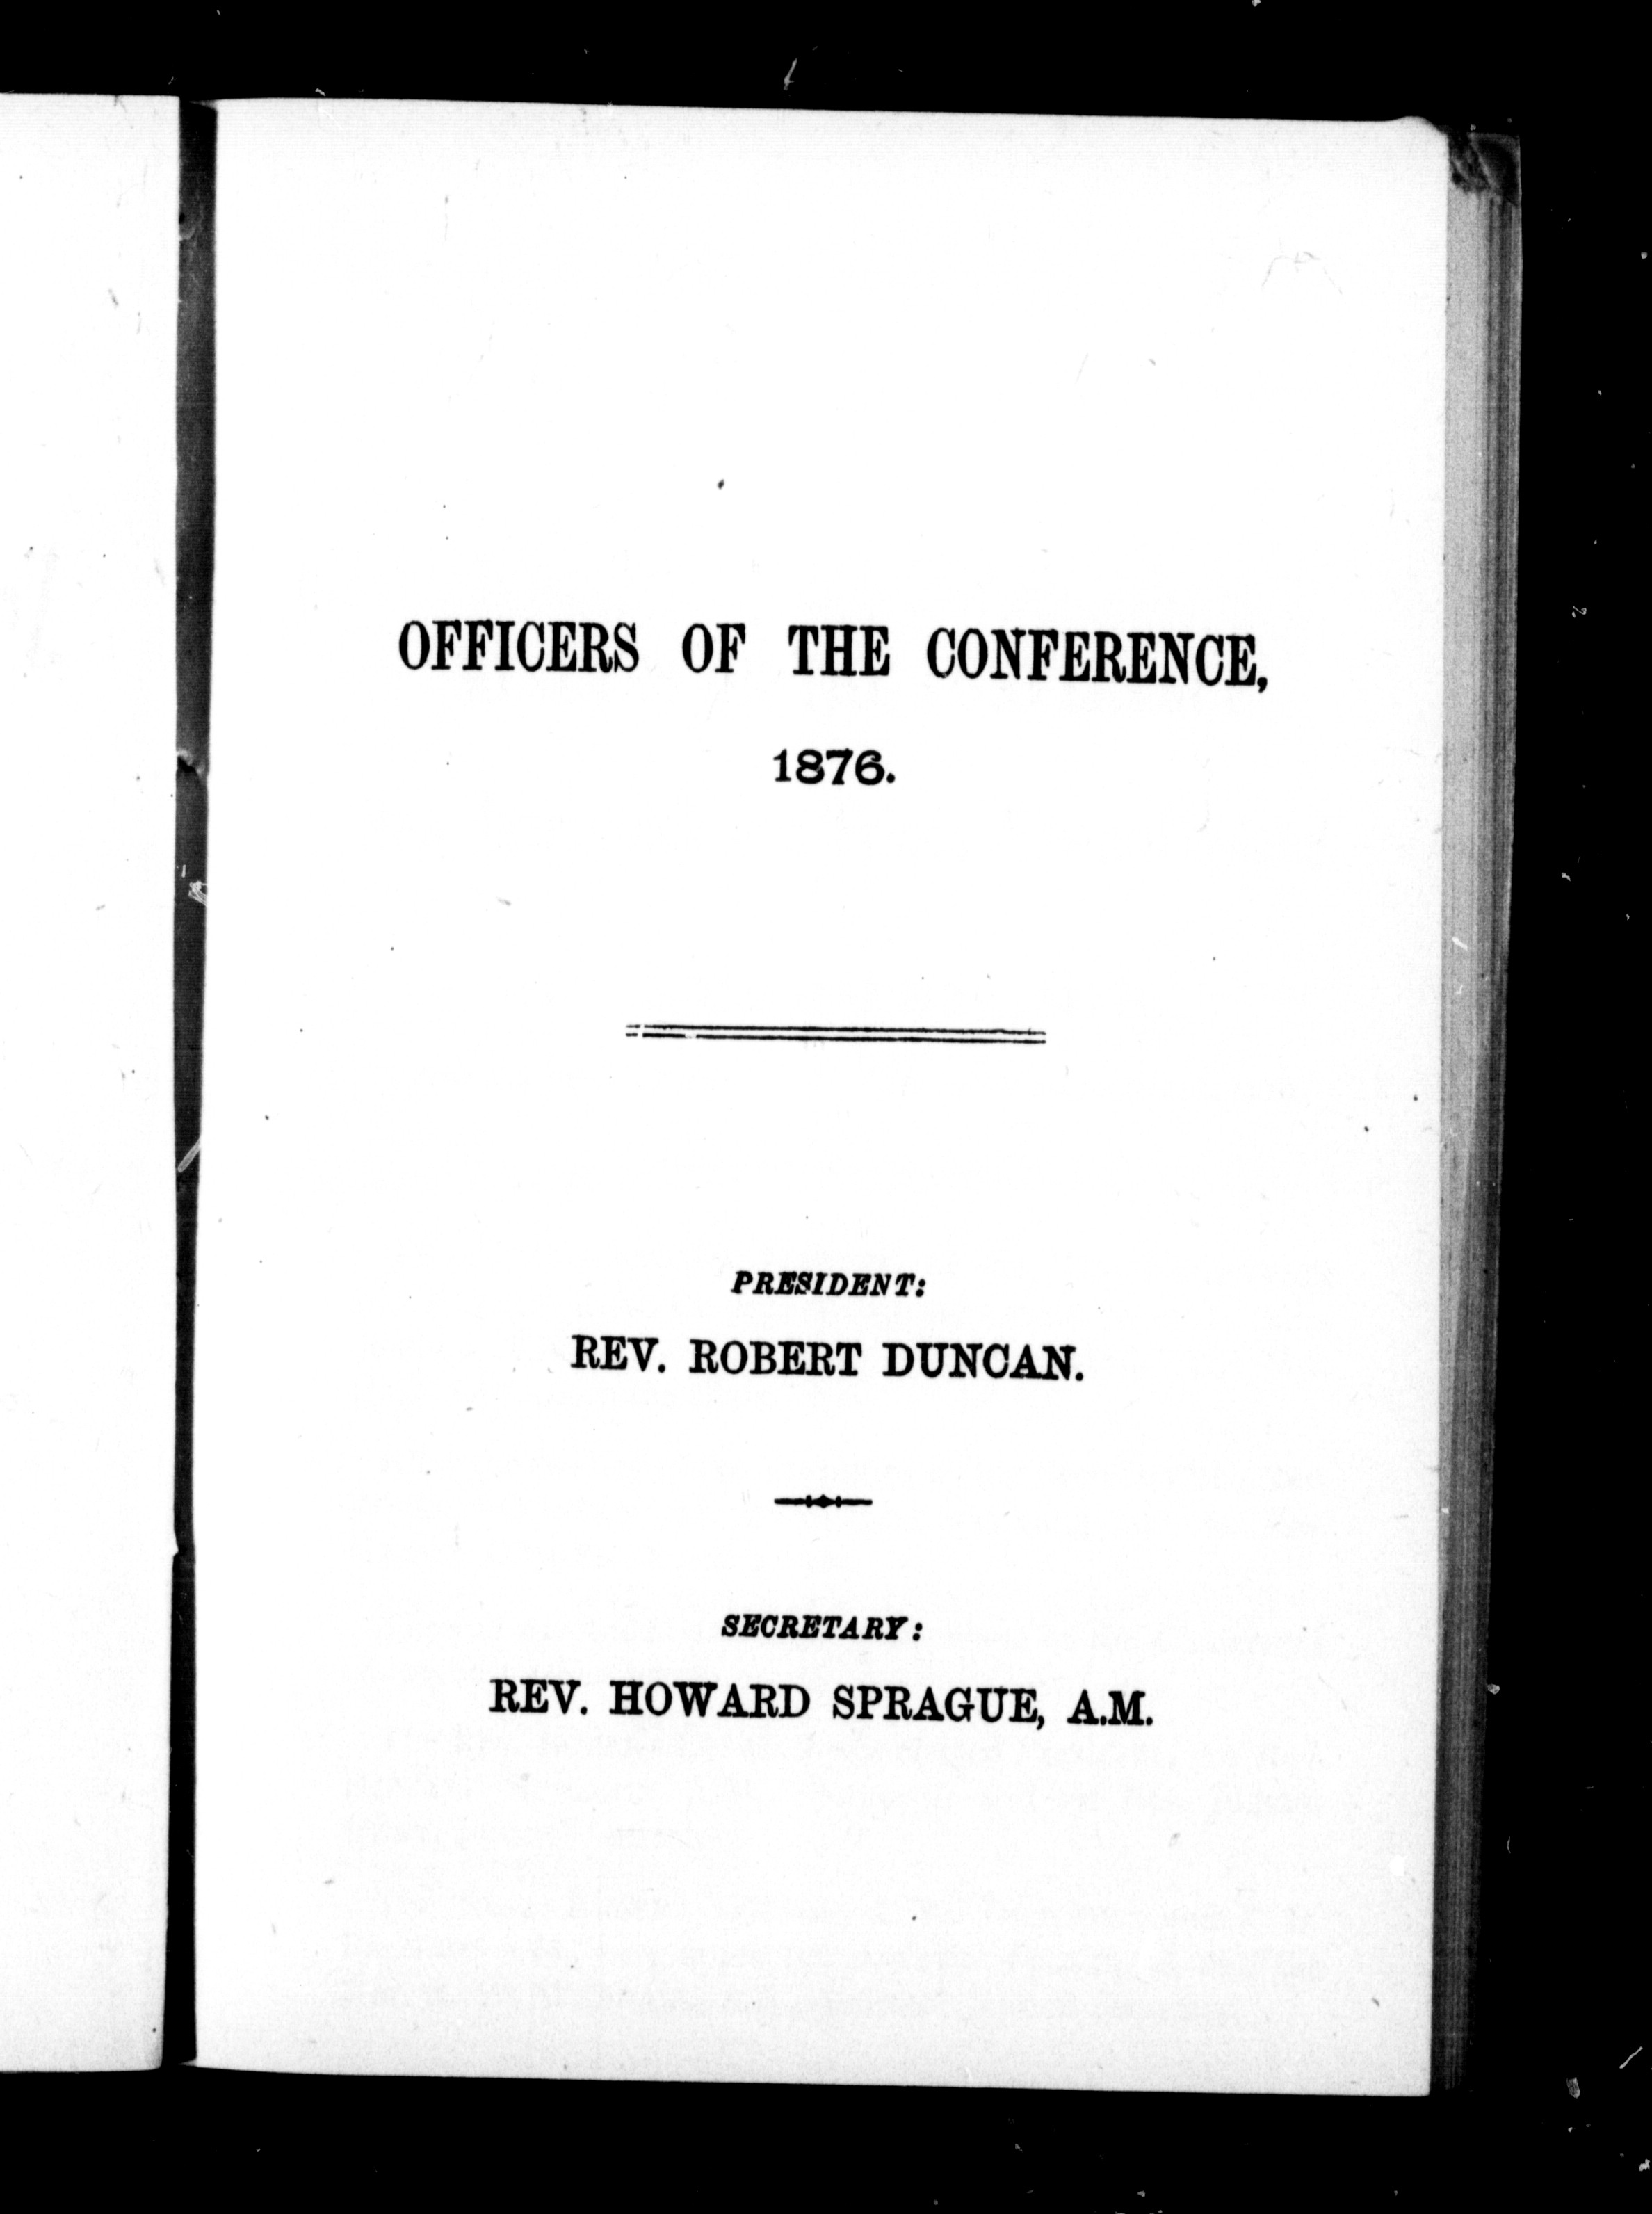 OFFICERS OF THE CONFERENCE,
1876.
PRESIDENT:
REV. ROBERT DUNCAN.
SECRETARY:
REV. HOWARD SPRAGUE, A.M.